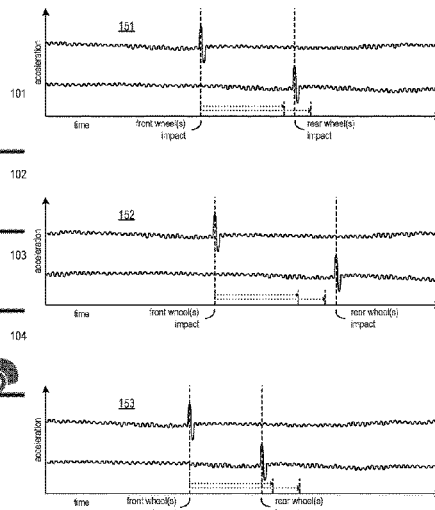 151
acceleration
101
time
front wheel(s)
impact
rear wheel(s)
impact
102
152
acceleration
103
time
front wheel(s)
impact
rear wheel(s)
impact
104
153
acceleration
time
front wheel(s)
rear wheel(s)